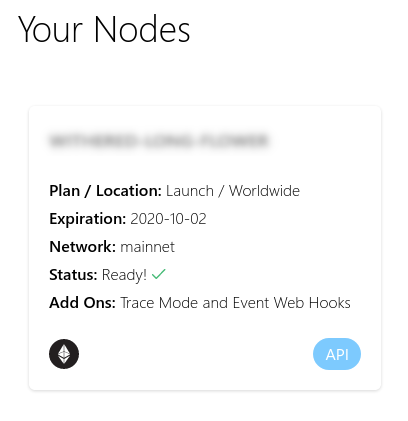 Your Nodes
Plan / Location: Launch / Worldwide
Expiration: 2020-10-02
Network: mainnet
Status: Ready! ✓
Add Ons: Trace Mode and Event Web Hooks
API